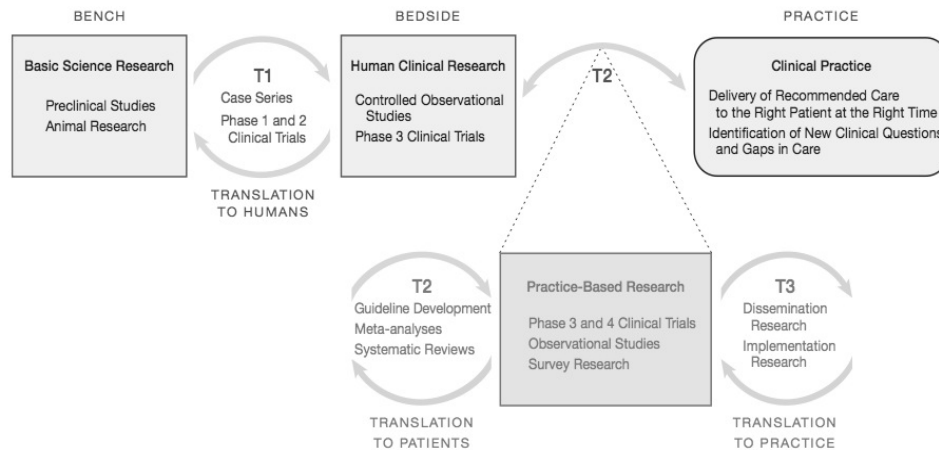 BENCH
BEDSIDE
PRACTICE
Basic Science Research
Preclinical Studies
Animal Research
T1
Case Series
Phase 1 and 2
Clinical Trials
TRANSLATION
TO HUMANS
Human Clinical Research
Controlled Observational
Studies
Phase 3 Clinical Trials
T2
Clinical Practice
Delivery of Recommended Care
to the Right Patient at the Right Time
Identification of New Clinical Questions
and Gaps in Care
T2
Guideline Development
Meta-analyses
Systematic Reviews
TRANSLATION
TO PATIENTS
Practice-Based Research
Phase 3 and 4 Clinical Trials
Observational Studies
Survey Research
T3
Dissemination
Research
Implementation
Research
TRANSLATION
TO PRACTICE